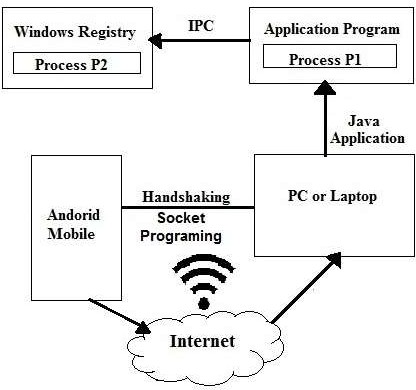 Windows Registry
Process P2
IPC
Application Program
Process P1
Java
Application
Andorid
Mobile
Handshaking
Socket
Programing
PC or Laptop
Internet